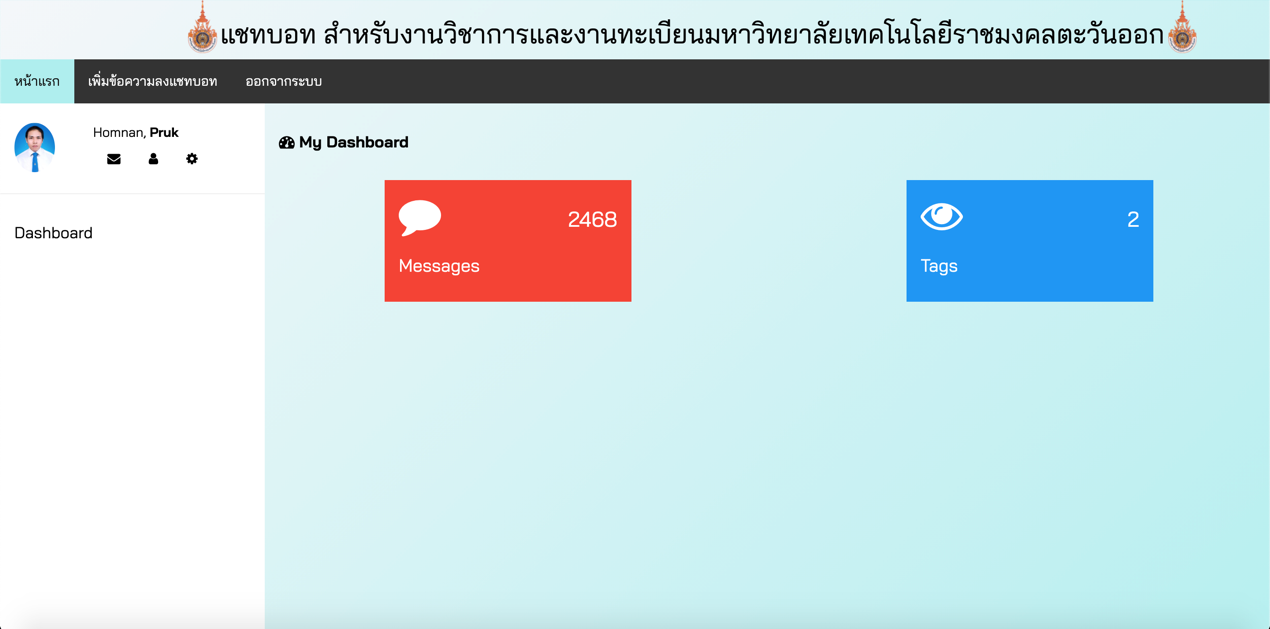 แชทบอท สำหรับงานวิชาการและงานทะเบียนมหาวิทยาลัยเทคโนโลยีราชมงคลตะวันออก
หน้าแรก เพิ่มข้อความลงแชทบอท ออกจากระบบ
Homnan, Pruk
My Dashboard
2468
Messages
2
Tags
Dashboard